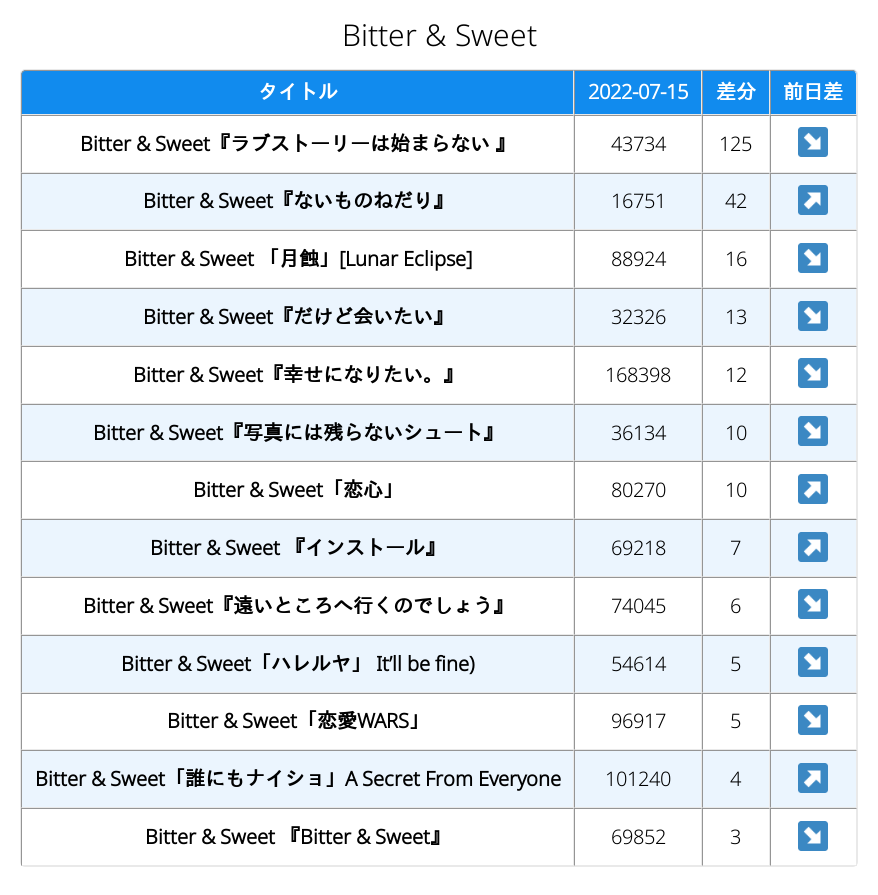 Bitter & Sweet
タイトル 2022-07-15 差分 前日差
Bitter & Sweet『ラブストーリーは始まらない 』 43734 125 ↘
Bitter & Sweet『ないものねだり』 16751 42 ↗
Bitter & Sweet 「月蝕」[Lunar Eclipse] 88924 16 ↘
Bitter & Sweet『だけど会いたい』 32326 13 ↘
Bitter & Sweet『幸せになりたい。』 168398 12 ↘
Bitter & Sweet『写真には残らないシュート』 36134 10 ↘
Bitter & Sweet「恋心」 80270 10 ↗
Bitter & Sweet 『インストール』 69218 7 ↗
Bitter & Sweet『遠いところへ行くのでしょう』 74045 6 ↘
Bitter & Sweet「ハレルヤ」 It’ll be fine) 54614 5 ↘
Bitter & Sweet「恋愛WARS」 96917 5 ↘
Bitter & Sweet「誰にもナイショ」A Secret From Everyone 101240 4 ↗
Bitter & Sweet 『Bitter & Sweet』 69852 3 ↘